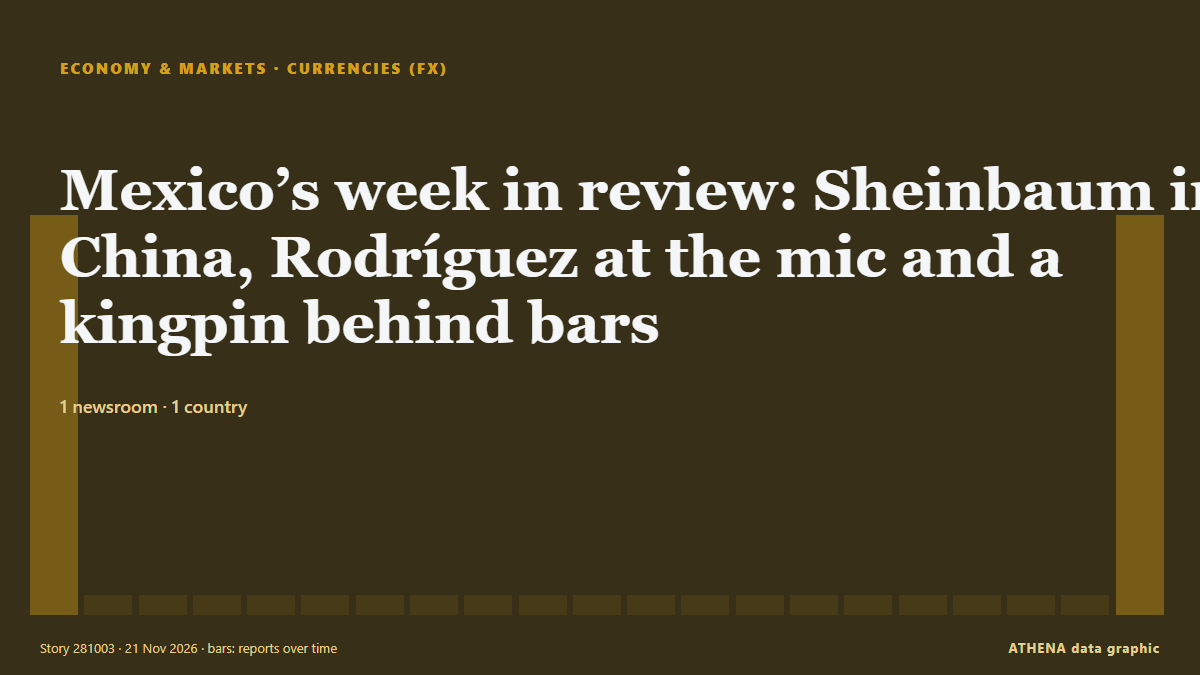 ECONOMY & MARKETS · CURRENCIES (FX)
Mexico’s week in review: Sheinbaum
China, Rodríguez at the mic and a
kingpin behind bars
1 newsroom · 1 country
Story 281003 · 21 Nov 2026 · bars: reports over time
ATHENA data graphic